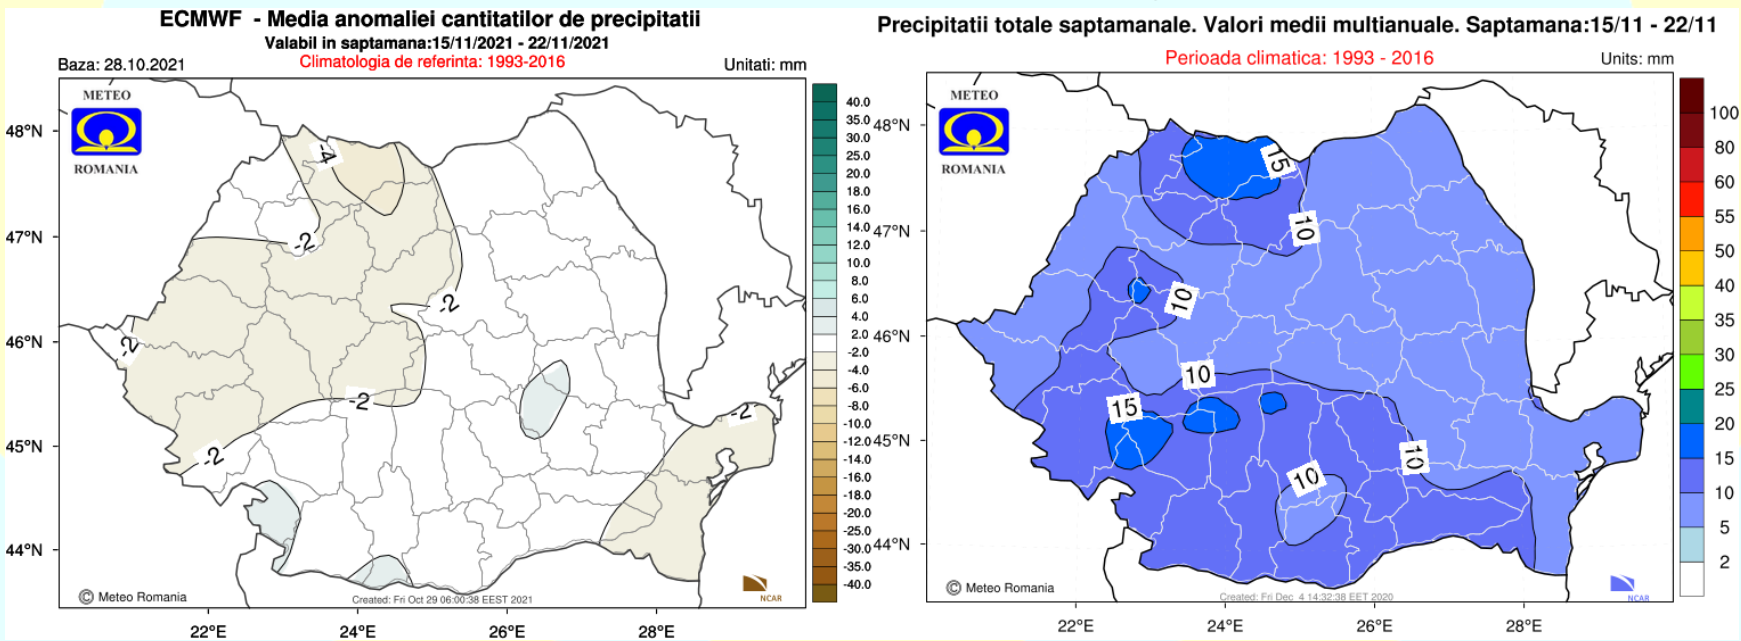 ECMWF - Media anomaliei cantitatilor de precipitatii
Valabil in saptamana:15/11/2021 - 22/11/2021
Baza: 28.10.2021
Climatologia de referinta: 1993-2016
Unitati: mm
METEO
ROMANIA
48°N
47°N
46°N
45°N
44°N
-4
-2
-2
-2
-2
-2
-2
40.0
35.0
30.0
25.0
20.0
18.0
16.0
14.0
12.0
10.0
8.0
6.0
4.0
2.0
-2.0
-4.0
-6.0
-8.0
-10.0
-12.0
-14.0
-16.0
-18.0
-20.0
-25.0
-30.0
-35.0
-40.0
© Meteo Romania
Created: Fri Oct 29 06:00:38 EEST 2021
NCAR
22°E
24°E
26°E
28°E
Precipitatii totale saptamanale. Valori medii multianuale. Saptamana:15/11 - 22/11
Perioada climatica: 1993 - 2016
Units: mm
METEO
ROMANIA
48°N
47°N
46°N
45°N
44°N
15
10
10
10
15
10
10
100
80
60
55
50
40
35
30
25
20
15
10
5
2
© Meteo Romania
Created: Fri Dec 4 14:32:38 EET 2020
NCAR
22°E
24°E
26°E
28°E